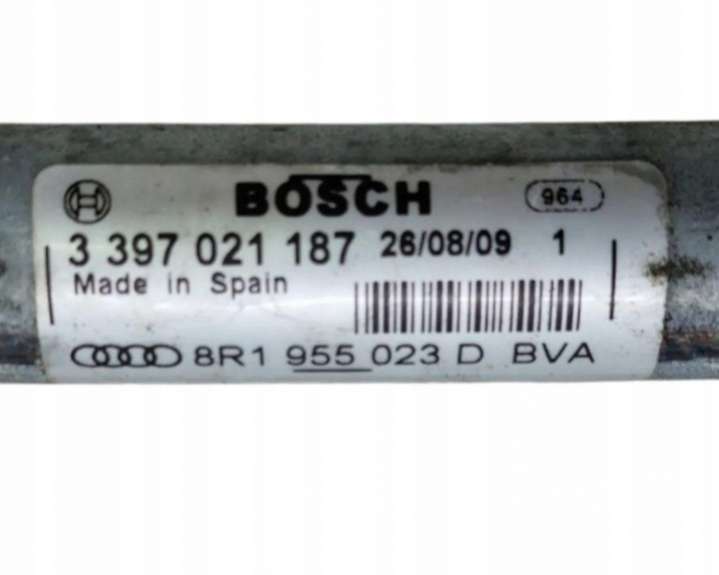 BOSCH 964
3 397 021 187 26/08/09 1
Made in Spain
8R1 955 023 D BVA